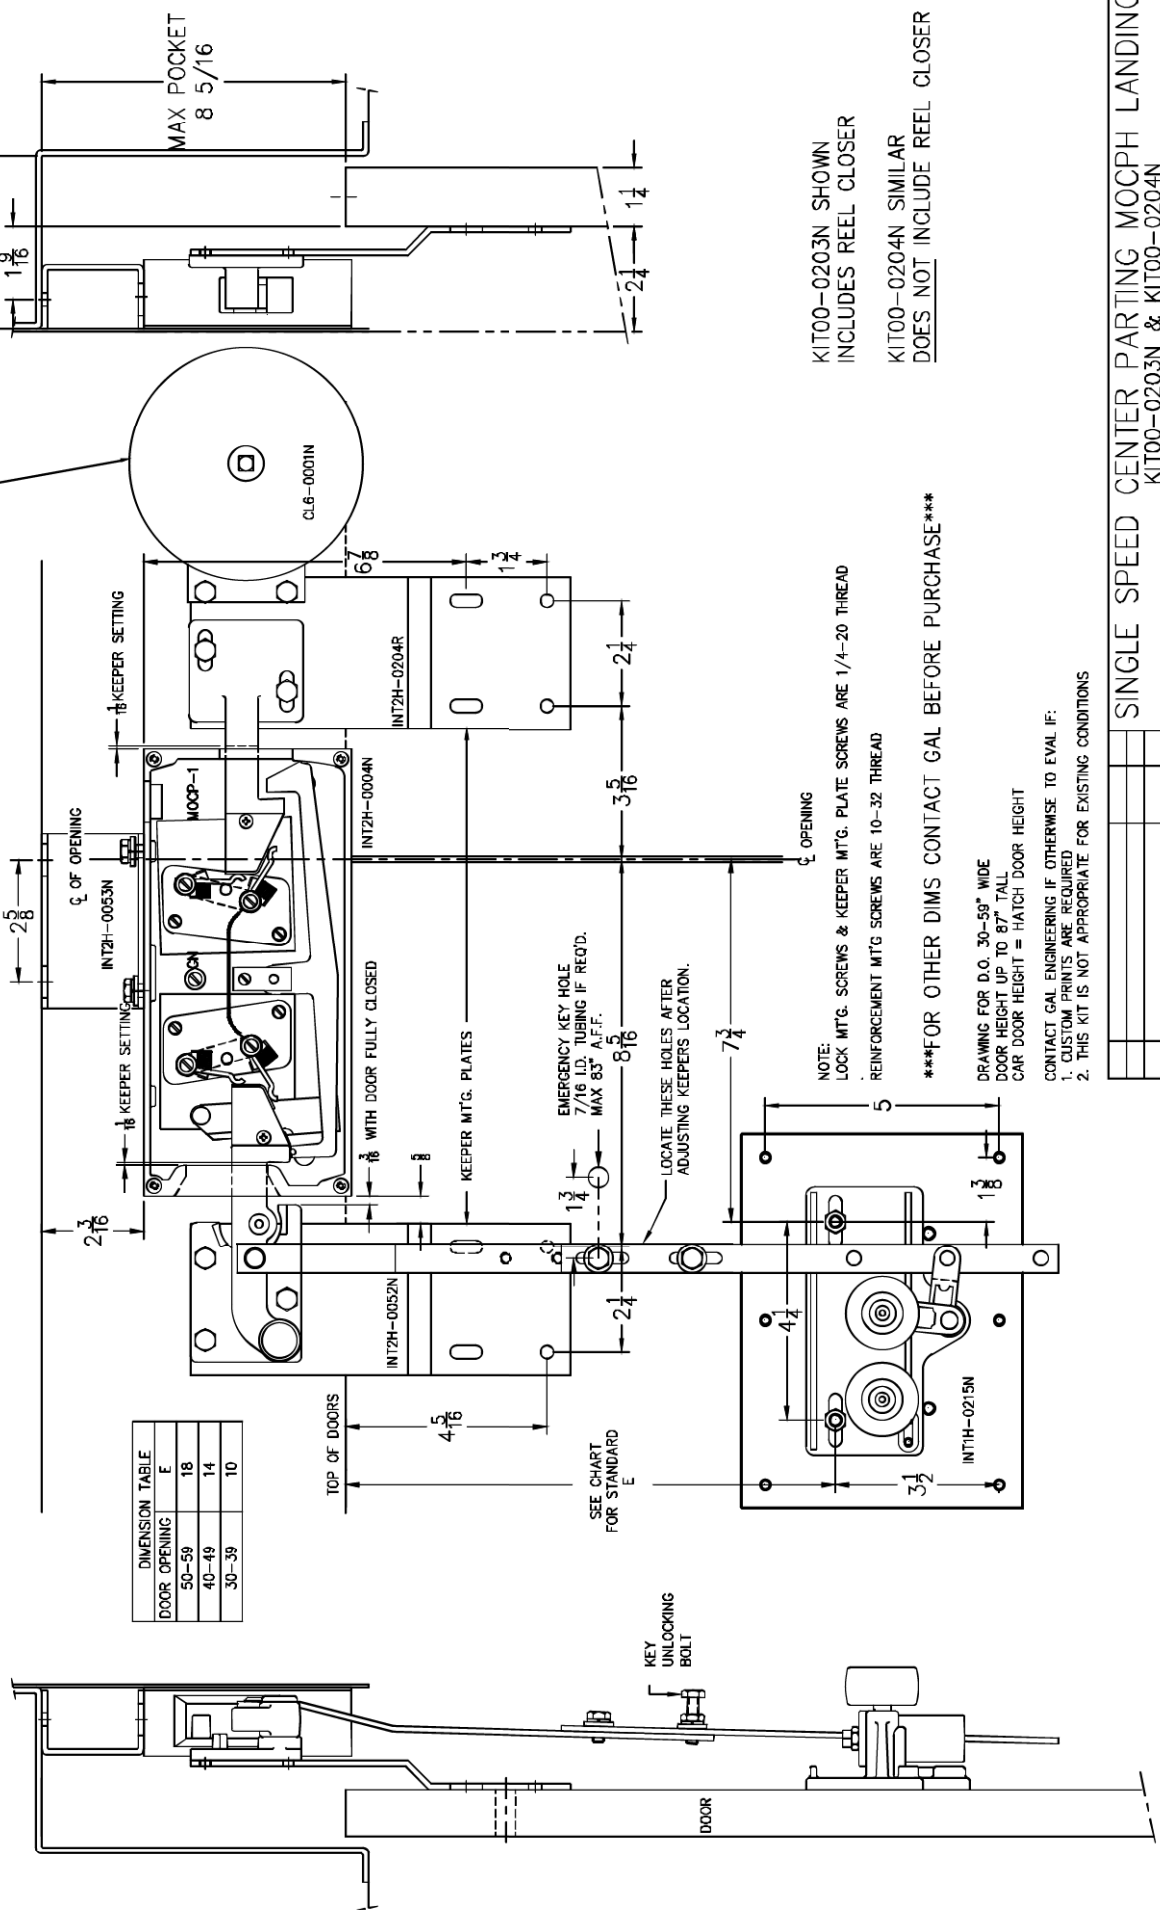 DIMENSION TABLE
DOOR OPENING E
50-59 18
40-49 14
30-39 10
2 5/8
℄ OF OPENING
INT2H-0053N
1/16 KEEPER SETTING
1/16 KEEPER SETTING
2 3/16
MOCP-1
GN
INT2H-0004N
3/16 WITH DOOR FULLY CLOSED
5/8
INT2H-0052N
KEEPER MT'G. PLATES
INT2H-0204R
CL6-0001N
6 7/8
1 3/4
TOP OF DOORS
4 5/16
2 1/4
8 5/16
3 5/16
2 1/4
1 3/4
EMERGENCY KEY HOLE
7/16 I.D. TUBING IF REQ'D.
MAX 83" A.F.F.
LOCATE THESE HOLES AFTER
ADJUSTING KEEPERS LOCATION.
7 3/4
℄ OPENING
SEE CHART
FOR STANDARD
E
4 1/4
5
1 3/8
3 1/2
INT1H-0215N
KEY
UNLOCKING
BOLT
DOOR
1 9/16
MAX POCKET
8 5/16
2 1/4
1 1/4
KIT00-0203N SHOWN
INCLUDES REEL CLOSER
KIT00-0204N SIMILAR
DOES NOT INCLUDE REEL CLOSER
NOTE:
LOCK MT'G. SCREWS & KEEPER MT'G. PLATE SCREWS ARE 1/4-20 THREAD
.
REINFORCEMENT MT'G SCREWS ARE 10-32 THREAD
***FOR OTHER DIMS CONTACT GAL BEFORE PURCHASE***
DRAWING FOR D.O. 30-59" WIDE
DOOR HEIGHT UP TO 87" TALL
CAR DOOR HEIGHT = HATCH DOOR HEIGHT
CONTACT GAL ENGINEERING IF OTHERWISE TO EVAL IF:
1. CUSTOM PRINTS ARE REQUIRED
2. THIS KIT IS NOT APPROPRIATE FOR EXISTING CONDITIONS
SINGLE SPEED CENTER PARTING MOCPH LANDING
KIT00-0203N & KIT00-0204N